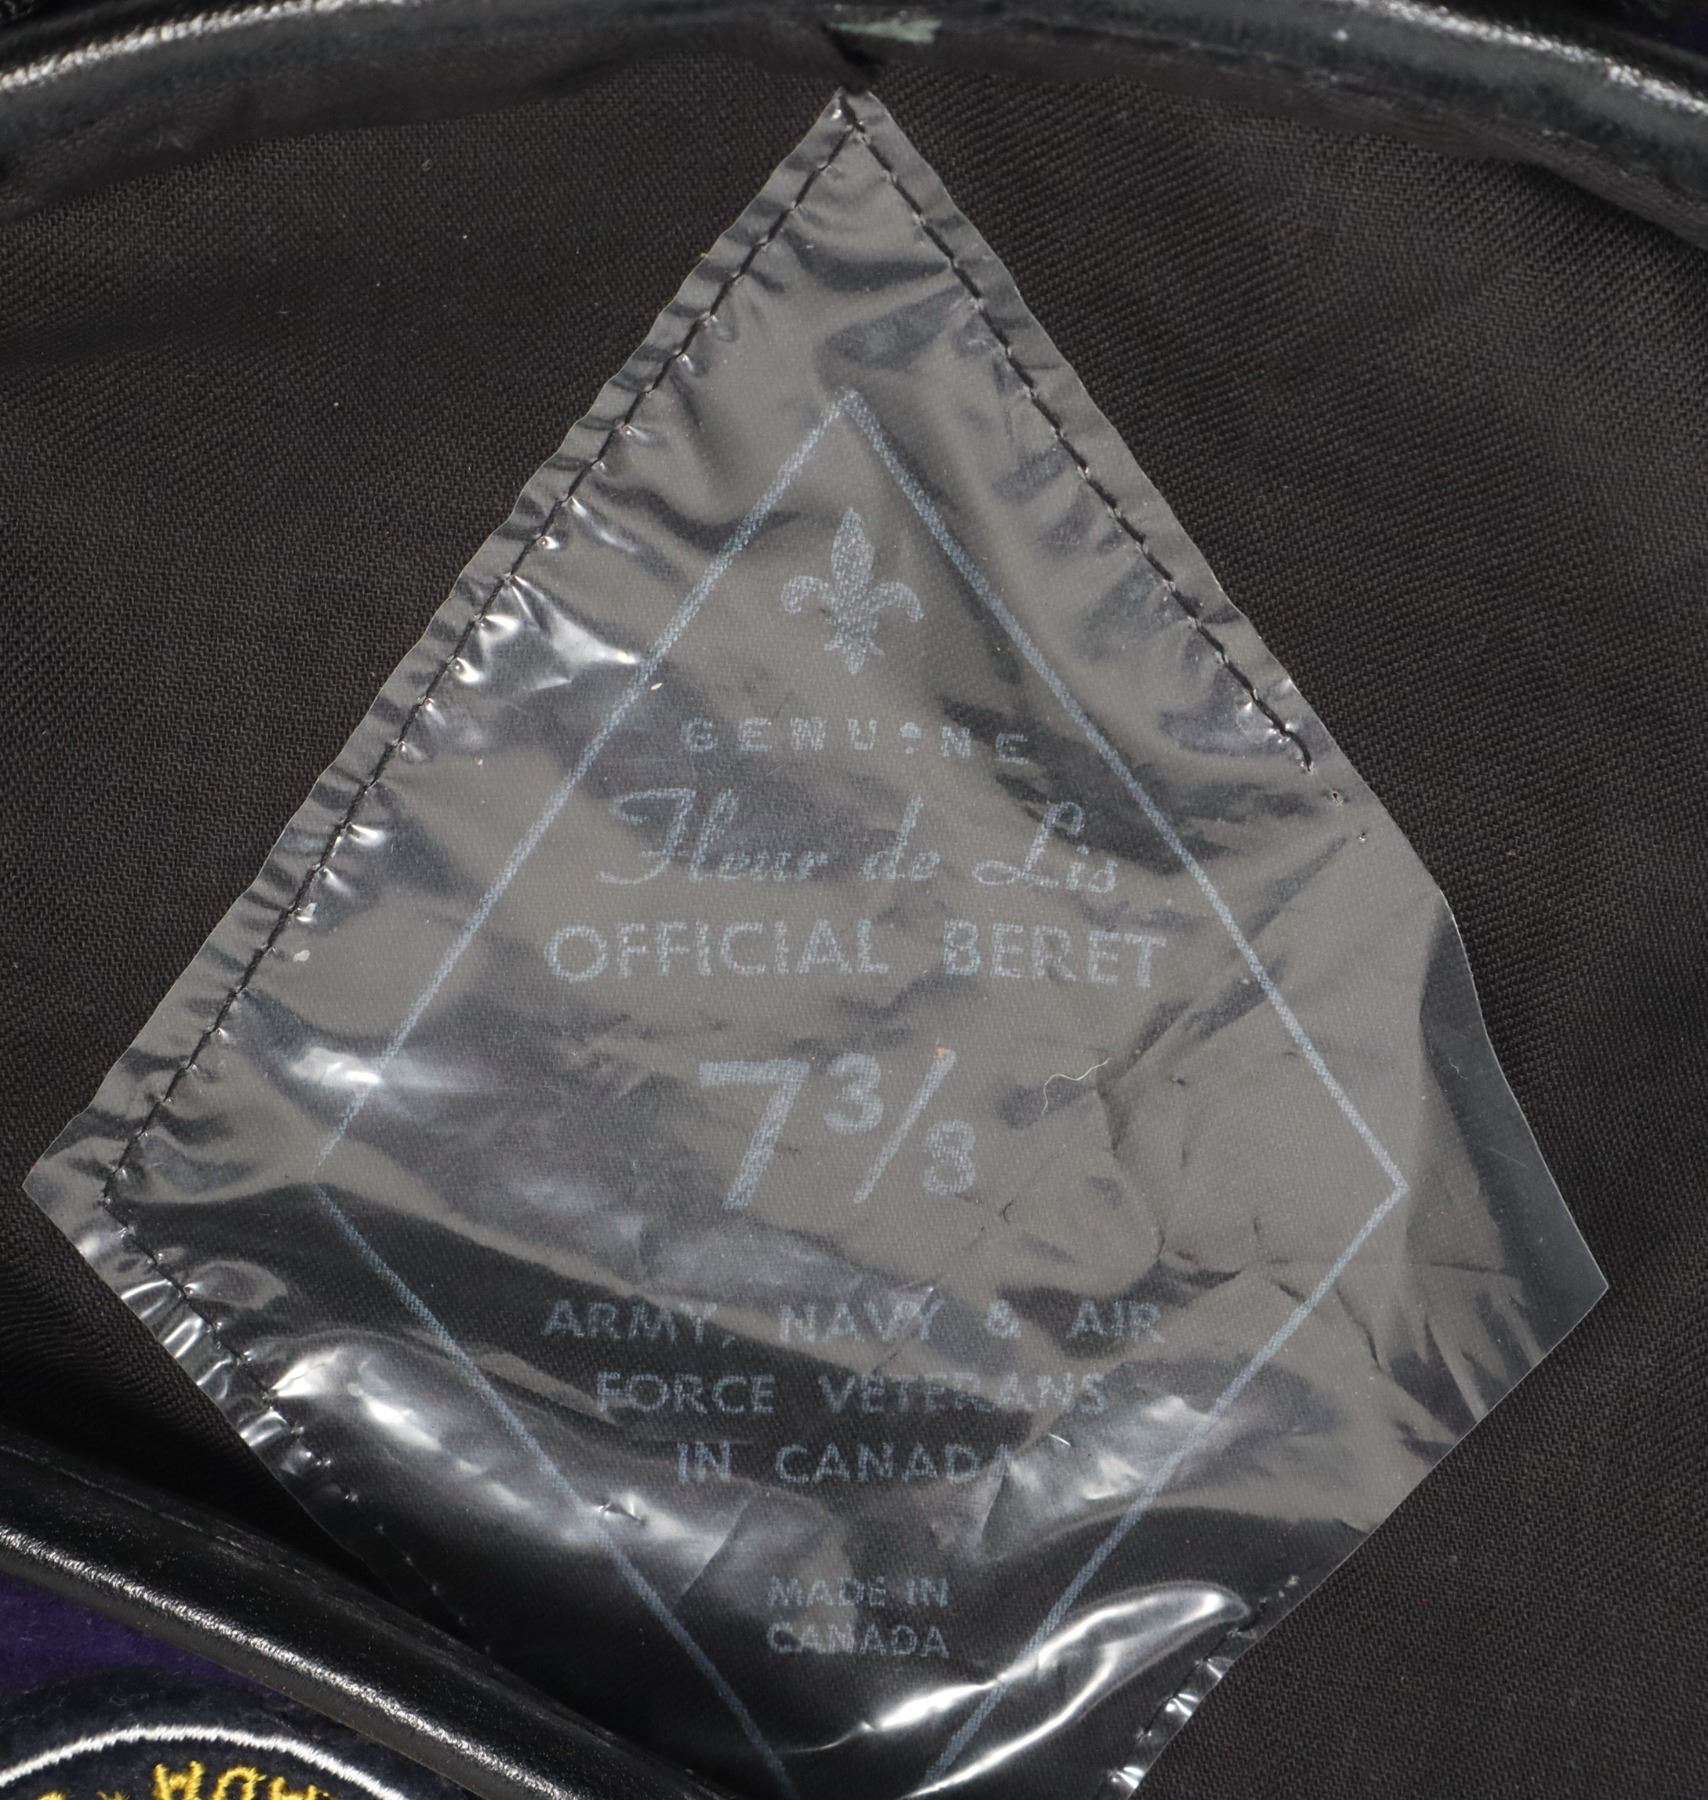 GENUINE
Fleur de Lis
OFFICIAL BERET
7 3/8
ARMY, NAVY & AIR
FORCE VETERANS
IN CANADA
MADE IN
CANADA